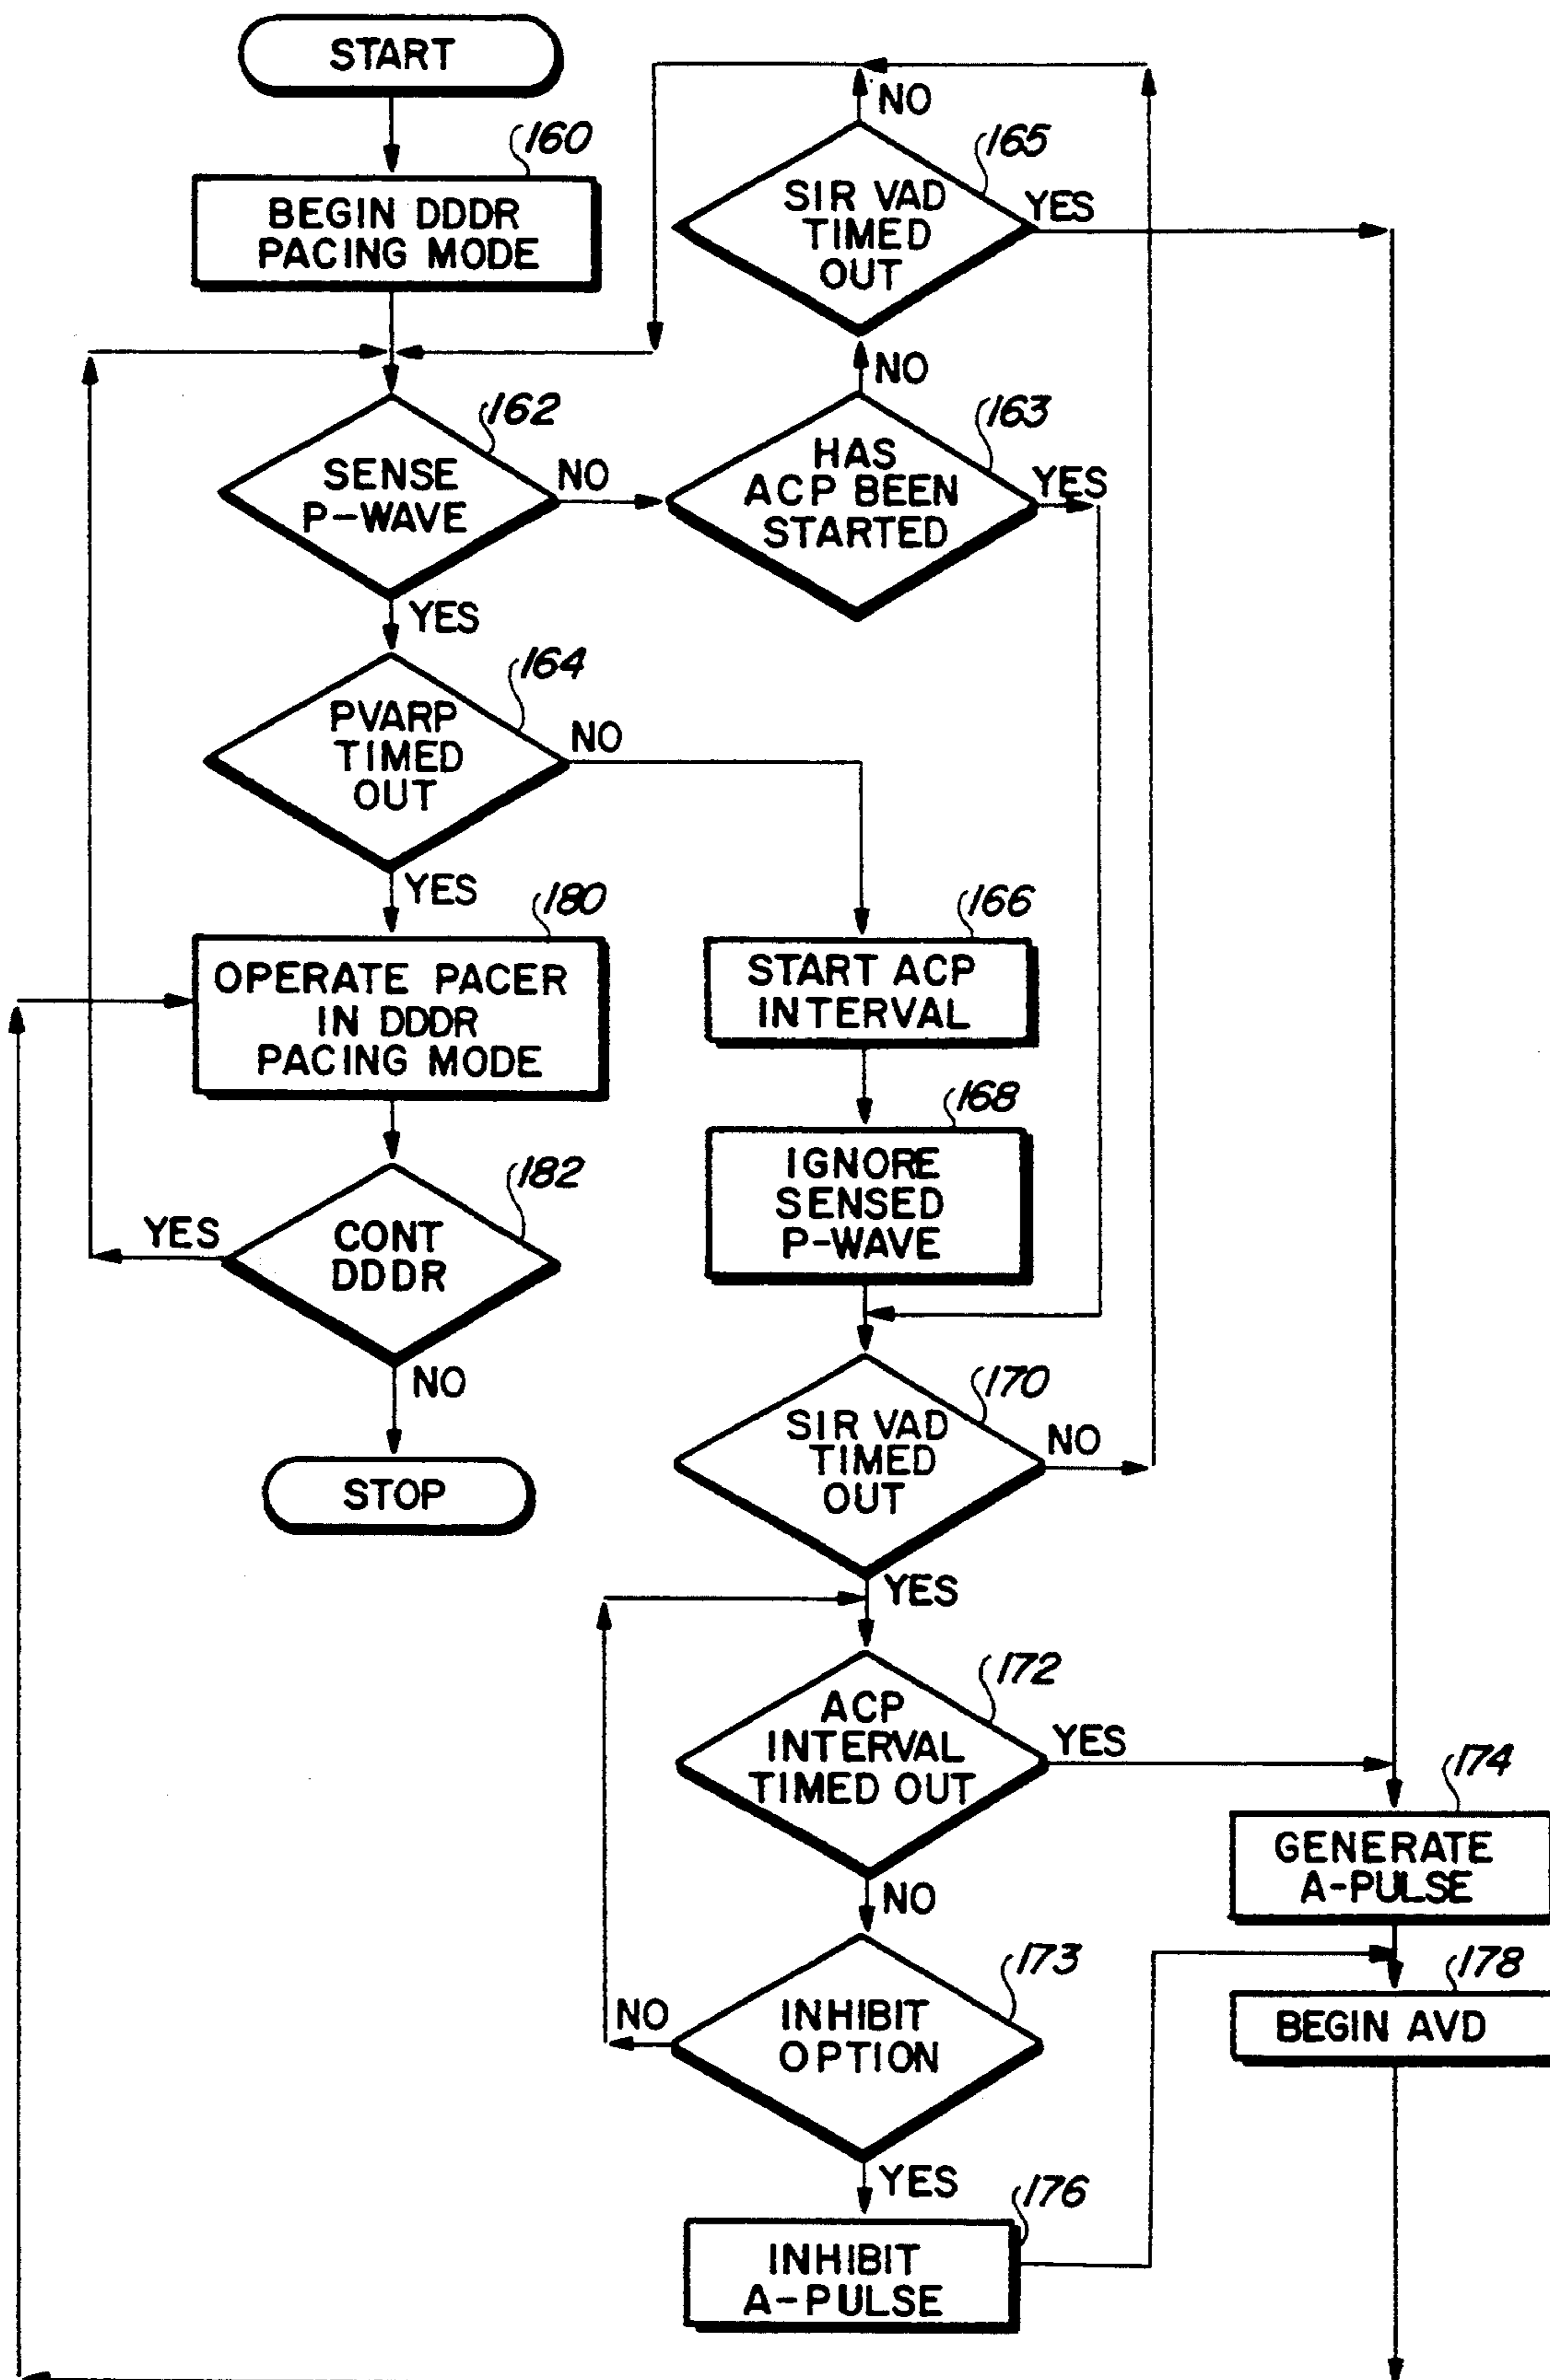 START
160
BEGIN DDDR
PACING MODE
NO
165
SIR VAD
TIMED
OUT
YES
NO
162
SENSE
P-WAVE
NO
163
HAS
ACP BEEN
STARTED
YES
YES
164
PVARP
TIMED
OUT
NO
YES
180
OPERATE PACER
IN DDDR
PACING MODE
166
START ACP
INTERVAL
168
IGNORE
SENSED
P-WAVE
182
YES
CONT
DDDR
NO
STOP
170
SIR VAD
TIMED
OUT
NO
YES
172
ACP
INTERVAL
TIMED OUT
YES
174
GENERATE
A-PULSE
NO
173
INHIBIT
OPTION
NO
178
BEGIN AVD
YES
176
INHIBIT
A-PULSE